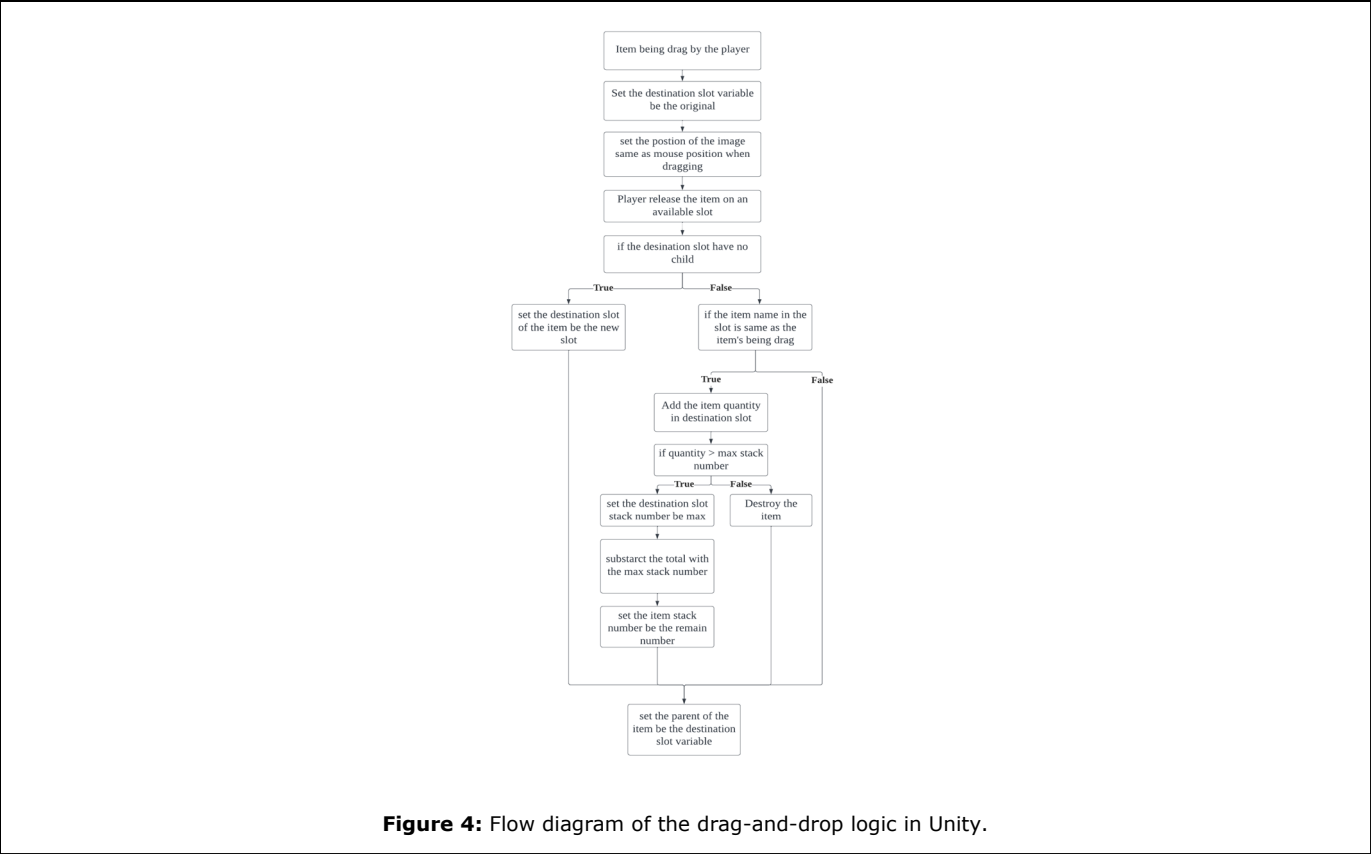 Item being drag by the player
Set the destination slot variable
be the original
set the postion of the image
same as mouse position when
dragging
Player release the item on an
available slot
if the desination slot have no
child
True
False
set the destination slot
of the item be the new
slot
if the item name in the
slot is same as the
item's being drag
True
False
Add the item quantity
in destination slot
if quantity > max stack
number
True
False
set the destination slot
stack number be max
Destroy the
item
substarct the total with
the max stack number
set the item stack
number be the remain
number
set the parent of the
item be the destination
slot variable
Figure 4: Flow diagram of the drag-and-drop logic in Unity.